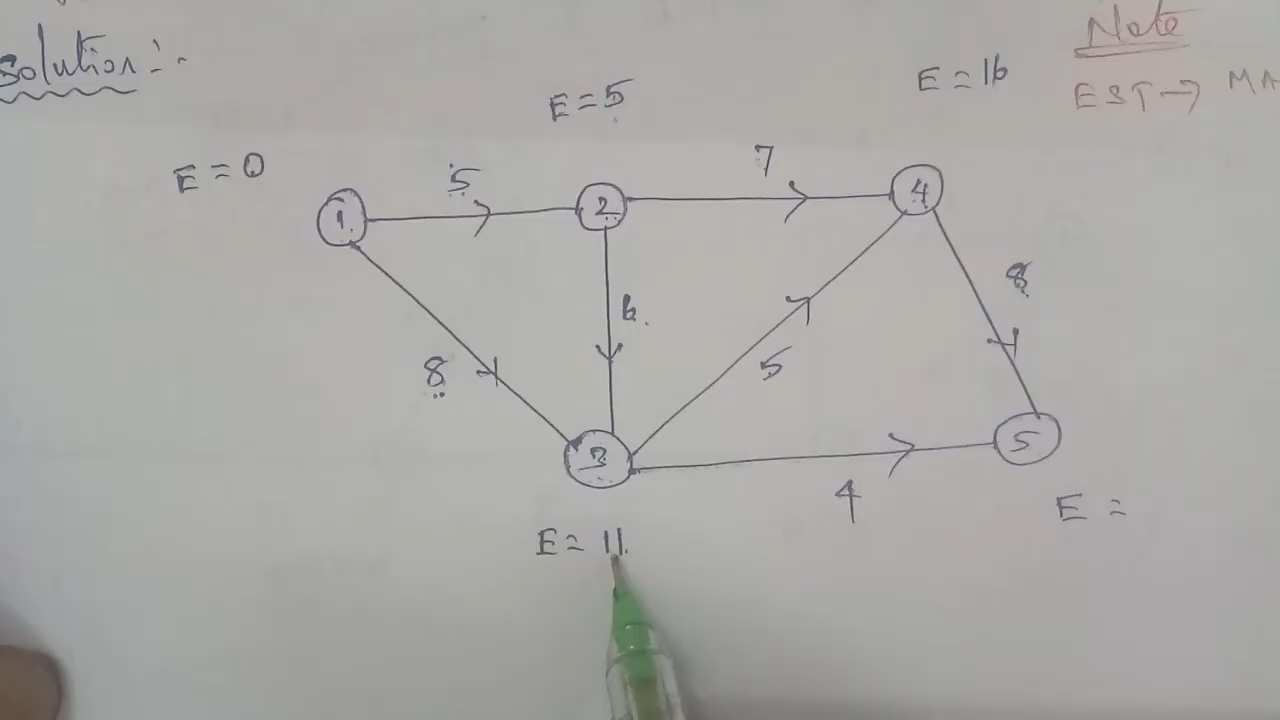 Solution:-
Note
EST → MA
E = 0
E = 5
E = 16
5
7
1
2
4
6
8
8
5
3
5
4
E =
E = 11